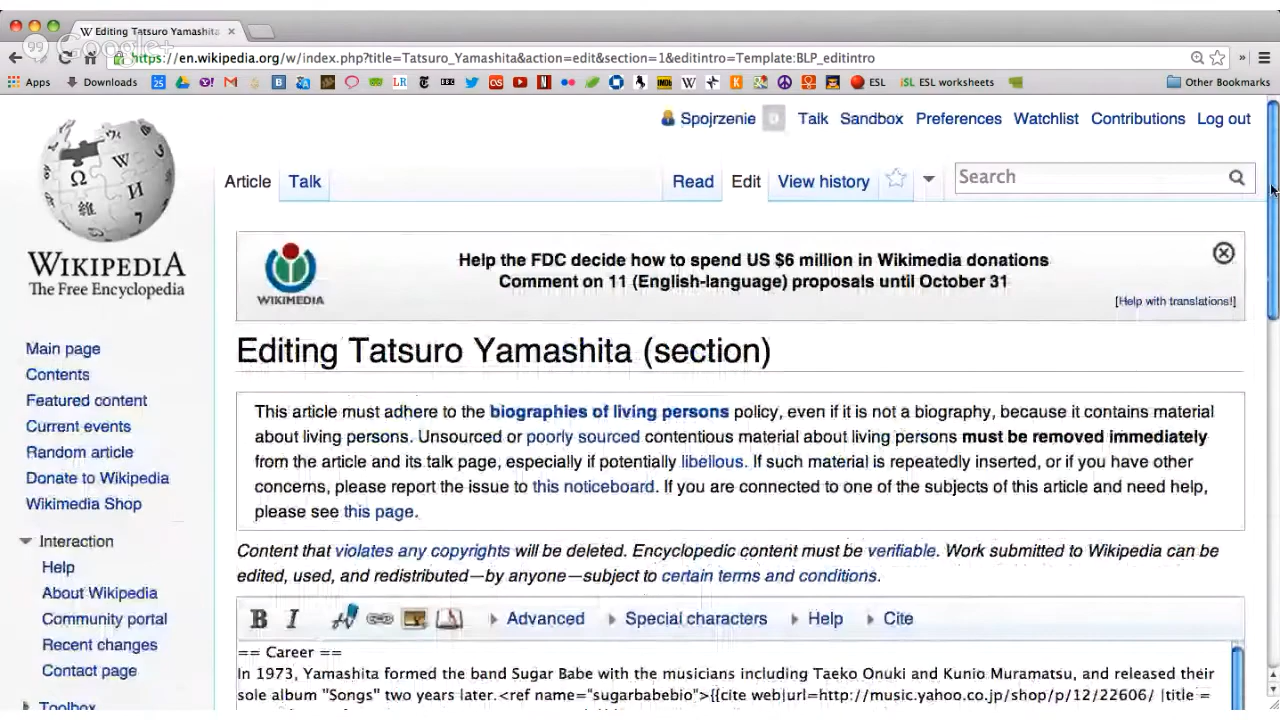 Editing Tatsuro Yamashita
Google+
https://en.wikipedia.org/w/index.php?title=Tatsuro_Yamashita&action=edit&section=1&editintro=Template:BLP_editintro
Apps Downloads ESL ESL worksheets Other Bookmarks
Spojrzenie 0 Talk Sandbox Preferences Watchlist Contributions Log out
Article Talk Read Edit View history Search
WIKIPEDIA
The Free Encyclopedia
Help the FDC decide how to spend US $6 million in Wikimedia donations
Comment on 11 (English-language) proposals until October 31
WIKIMEDIA
[Help with translations!]
Main page
Contents
Featured content
Current events
Random article
Donate to Wikipedia
Wikimedia Shop
Interaction
Help
About Wikipedia
Community portal
Recent changes
Contact page
Toolbox
Editing Tatsuro Yamashita (section)
This article must adhere to the biographies of living persons policy, even if it is not a biography, because it contains material
about living persons. Unsourced or poorly sourced contentious material about living persons must be removed immediately
from the article and its talk page, especially if potentially libellous. If such material is repeatedly inserted, or if you have other
concerns, please report the issue to this noticeboard. If you are connected to one of the subjects of this article and need help,
please see this page.
Content that violates any copyrights will be deleted. Encyclopedic content must be verifiable. Work submitted to Wikipedia can be
edited, used, and redistributed—by anyone—subject to certain terms and conditions.
B I Advanced Special characters Help Cite
== Career ==
In 1973, Yamashita formed the band Sugar Babe with the musicians including Taeko Onuki and Kunio Muramatsu, and released their
sole album "Songs" two years later.<ref name="sugarbabebio">{{cite web|url=http://music.yahoo.co.jp/shop/p/12/22606/ |title =